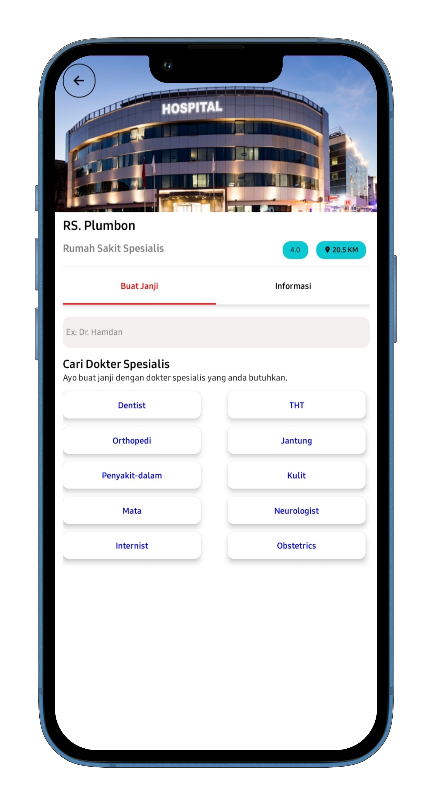 HOSPITAL
RS. Plumbon
Rumah Sakit Spesialis
4.0
20.5 KM
Buat Janji
Informasi
Ex: Dr. Hamdan
Cari Dokter Spesialis
Ayo buat janji dengan dokter spesialis yang anda butuhkan.
Dentist
THT
Orthopedi
Jantung
Penyakit-dalam
Kulit
Mata
Neurologist
Internist
Obstetrics